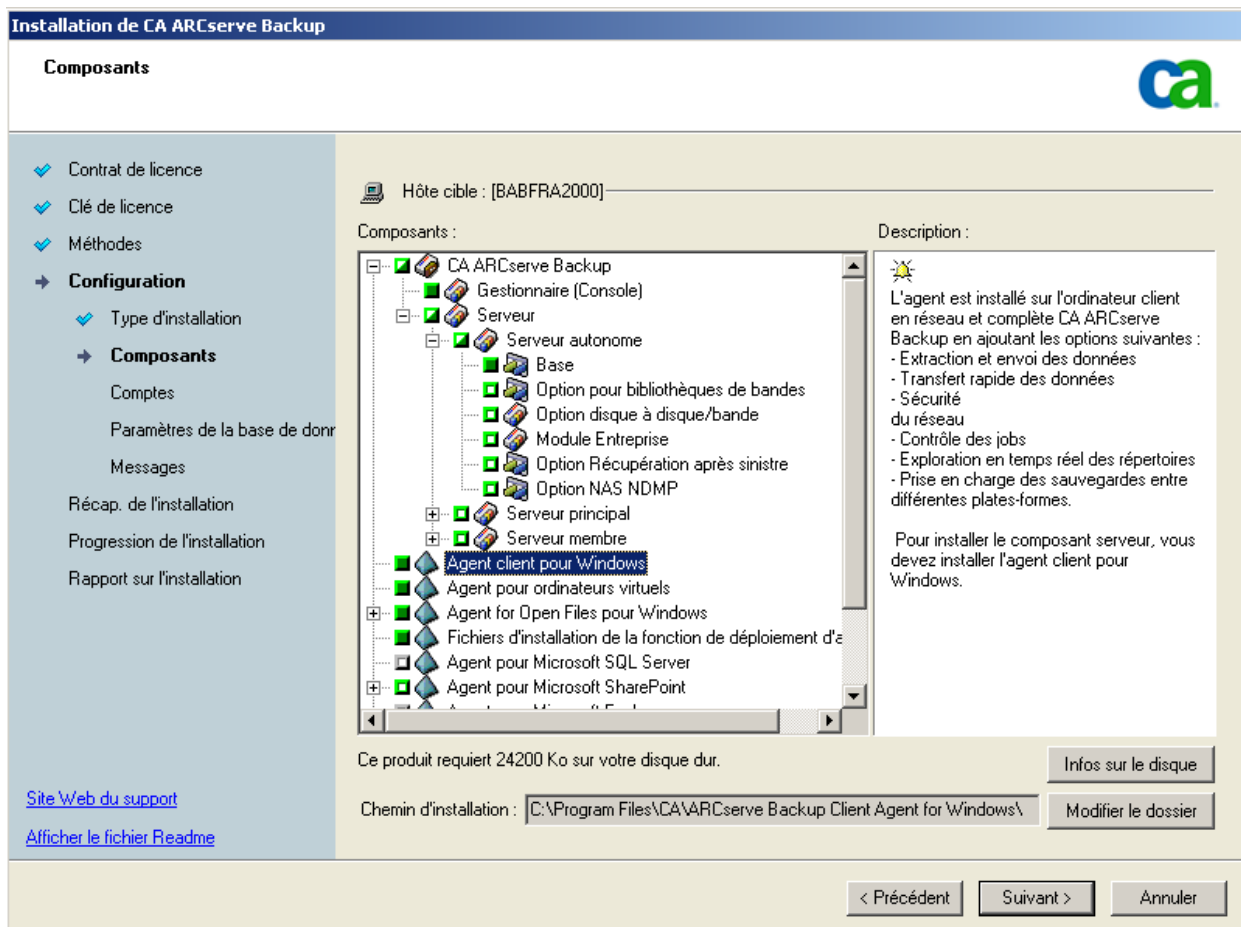 Installation de CA ARCserve Backup
Composants
ca
Contrat de licence
Clé de licence
Méthodes
Configuration
Type d'installation
Composants
Comptes
Paramètres de la base de donr
Messages
Récap. de l'installation
Progression de l'installation
Rapport sur l'installation
Site Web du support
Afficher le fichier Readme
Hôte cible : [BABFRA2000]
Composants :
CA ARCserve Backup
Gestionnaire (Console)
Serveur
Serveur autonome
Base
Option pour bibliothèques de bandes
Option disque à disque/bande
Module Entreprise
Option Récupération après sinistre
Option NAS NDMP
Serveur principal
Serveur membre
Agent client pour Windows
Agent pour ordinateurs virtuels
Agent for Open Files pour Windows
Fichiers d'installation de la fonction de déploiement d'a
Agent pour Microsoft SQL Server
Agent pour Microsoft SharePoint
Description :
L'agent est installé sur l'ordinateur client
en réseau et complète CA ARCserve
Backup en ajoutant les options suivantes :
- Extraction et envoi des données
- Transfert rapide des données
- Sécurité
du réseau
- Contrôle des jobs
- Exploration en temps réel des répertoires
- Prise en charge des sauvegardes entre
différentes plates-formes.
Pour installer le composant serveur, vous
devez installer l'agent client pour
Windows.
Ce produit requiert 24200 Ko sur votre disque dur.
Infos sur le disque
Chemin d'installation : C:\Program Files\CA\ARCserve Backup Client Agent for Windows\
Modifier le dossier
< Précédent
Suivant >
Annuler